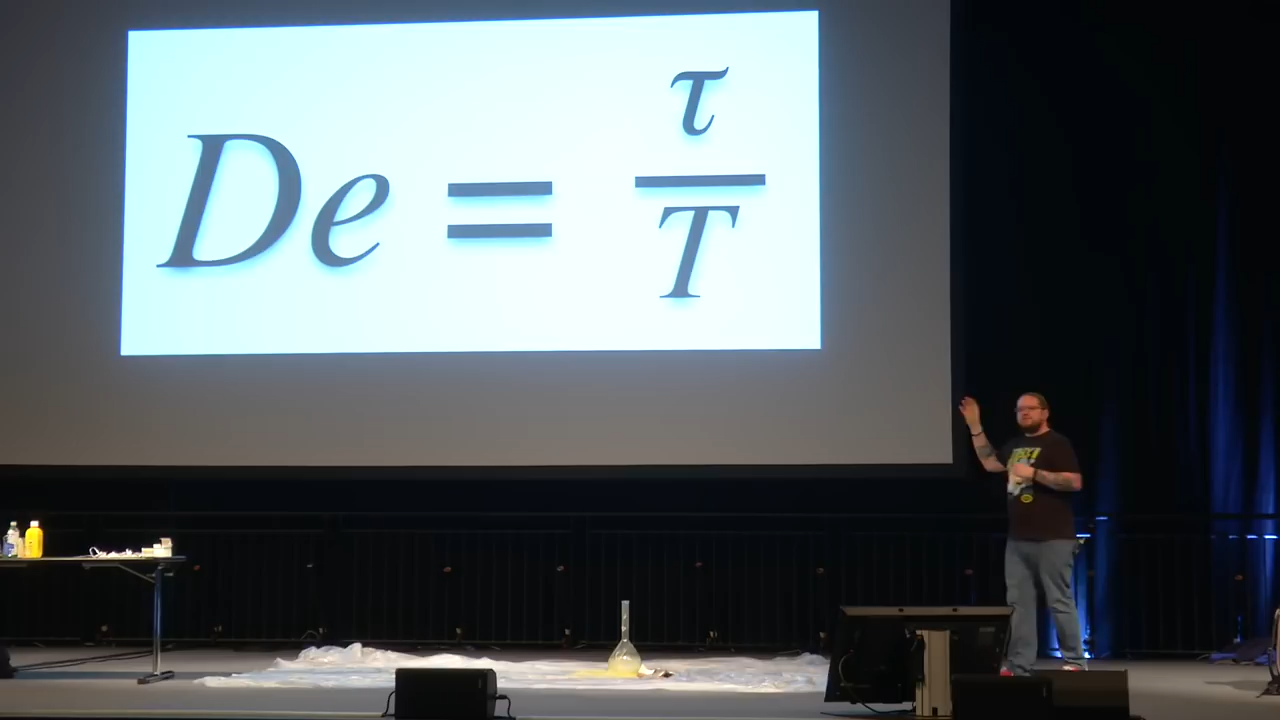 De = τ/T